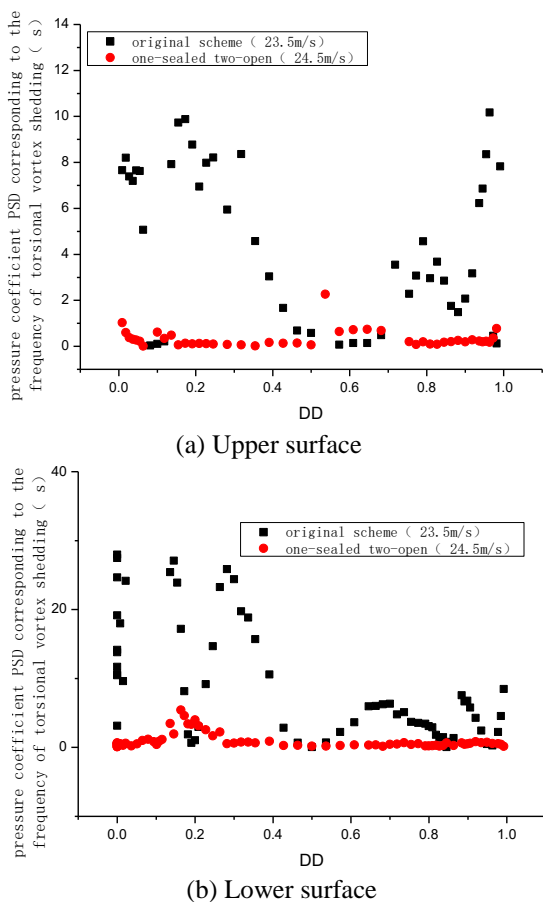 pressure coefficient PSD corresponding to the
frequency of torsional vortex shedding ( s)
14
12
10
8
6
4
2
0
original scheme ( 23.5m/s)
one-sealed two-open ( 24.5m/s)
0.0 0.2 0.4 0.6 0.8 1.0
DD
(a) Upper surface
pressure coefficient PSD corresponding to the
frequency of torsional vortex shedding ( s)
40
20
0
original scheme ( 23.5m/s)
one-sealed two-open ( 24.5m/s)
0.0 0.2 0.4 0.6 0.8 1.0
DD
(b) Lower surface